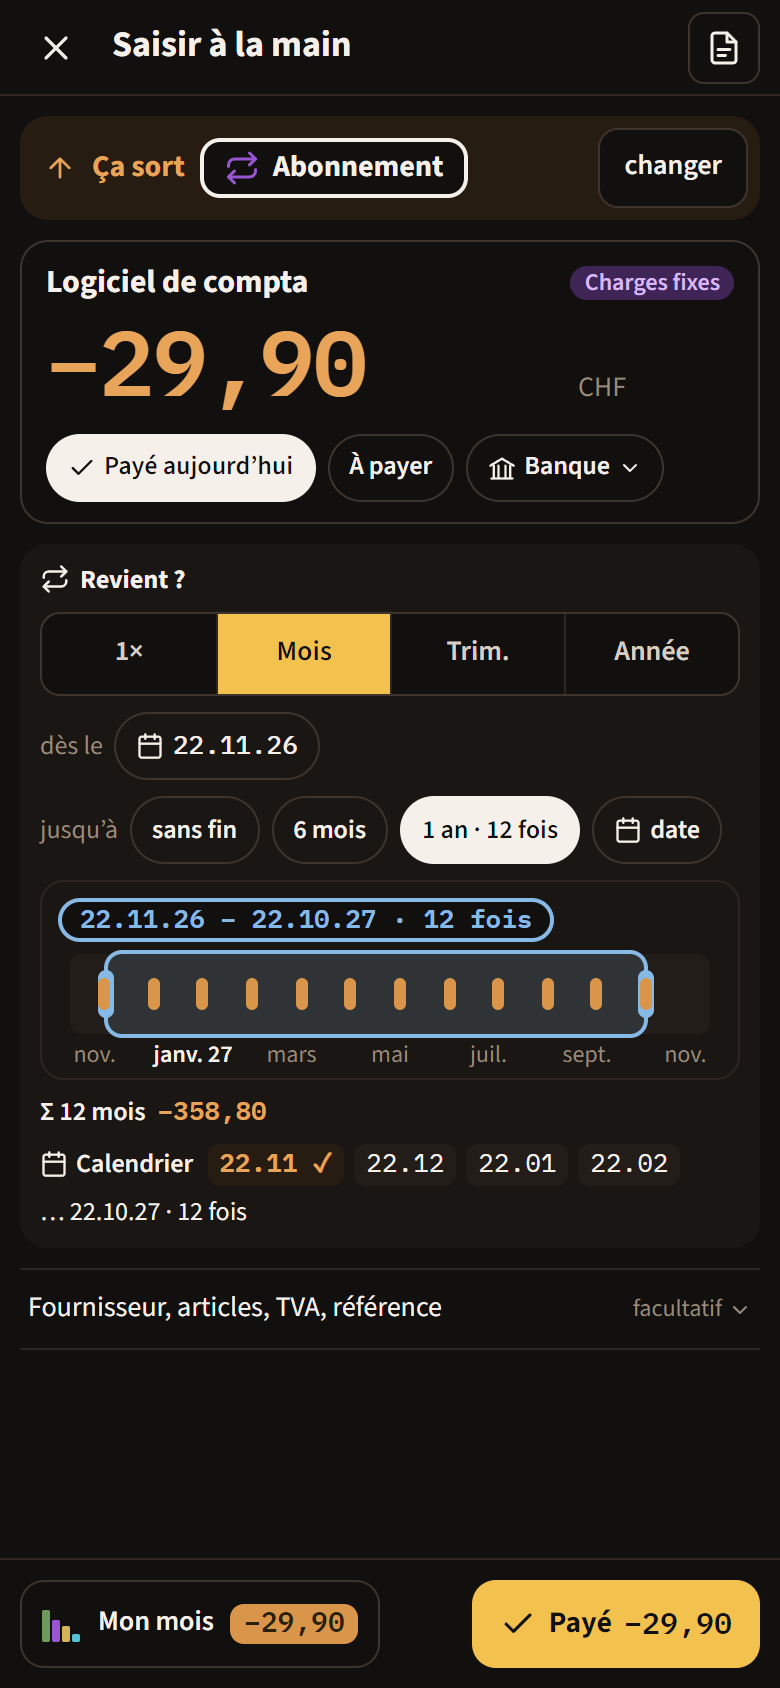 Saisir à la main
Ça sort
Abonnement
changer
Logiciel de compta
Charges fixes
−29,90
CHF
Payé aujourd’hui
À payer
Banque
Revient ?
1×
Mois
Trim.
Année
dès le
22.11.26
jusqu’à
sans fin
6 mois
1 an · 12 fois
date
22.11.26 – 22.10.27 · 12 fois
nov.
janv. 27
mars
mai
juil.
sept.
nov.
Σ 12 mois −358,80
Calendrier
22.11 ✓
22.12
22.01
22.02
… 22.10.27 · 12 fois
Fournisseur, articles, TVA, référence
facultatif
Mon mois
−29,90
Payé −29,90